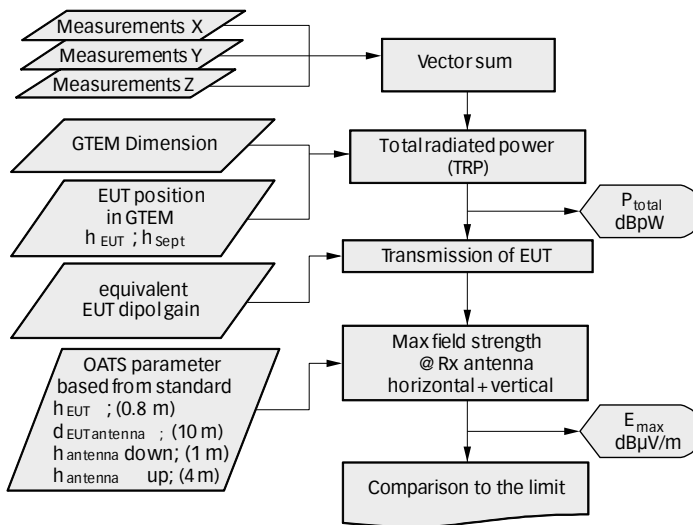 Measurements X
Measurements Y
Measurements Z
Vector sum
GTEM Dimension
Total radiated power
(TRP)
EUT position
in GTEM
h EUT ; h Sept
P total
dBpW
Transmission of EUT
equivalent
EUT dipol gain
Max field strength
@ Rx antenna
horizontal + vertical
OATS parameter
based from standard
h EUT ; (0.8 m)
d EUT antenna ; (10 m)
h antenna down; (1 m)
h antenna up; (4 m)
E max
dBµV/m
Comparison to the limit